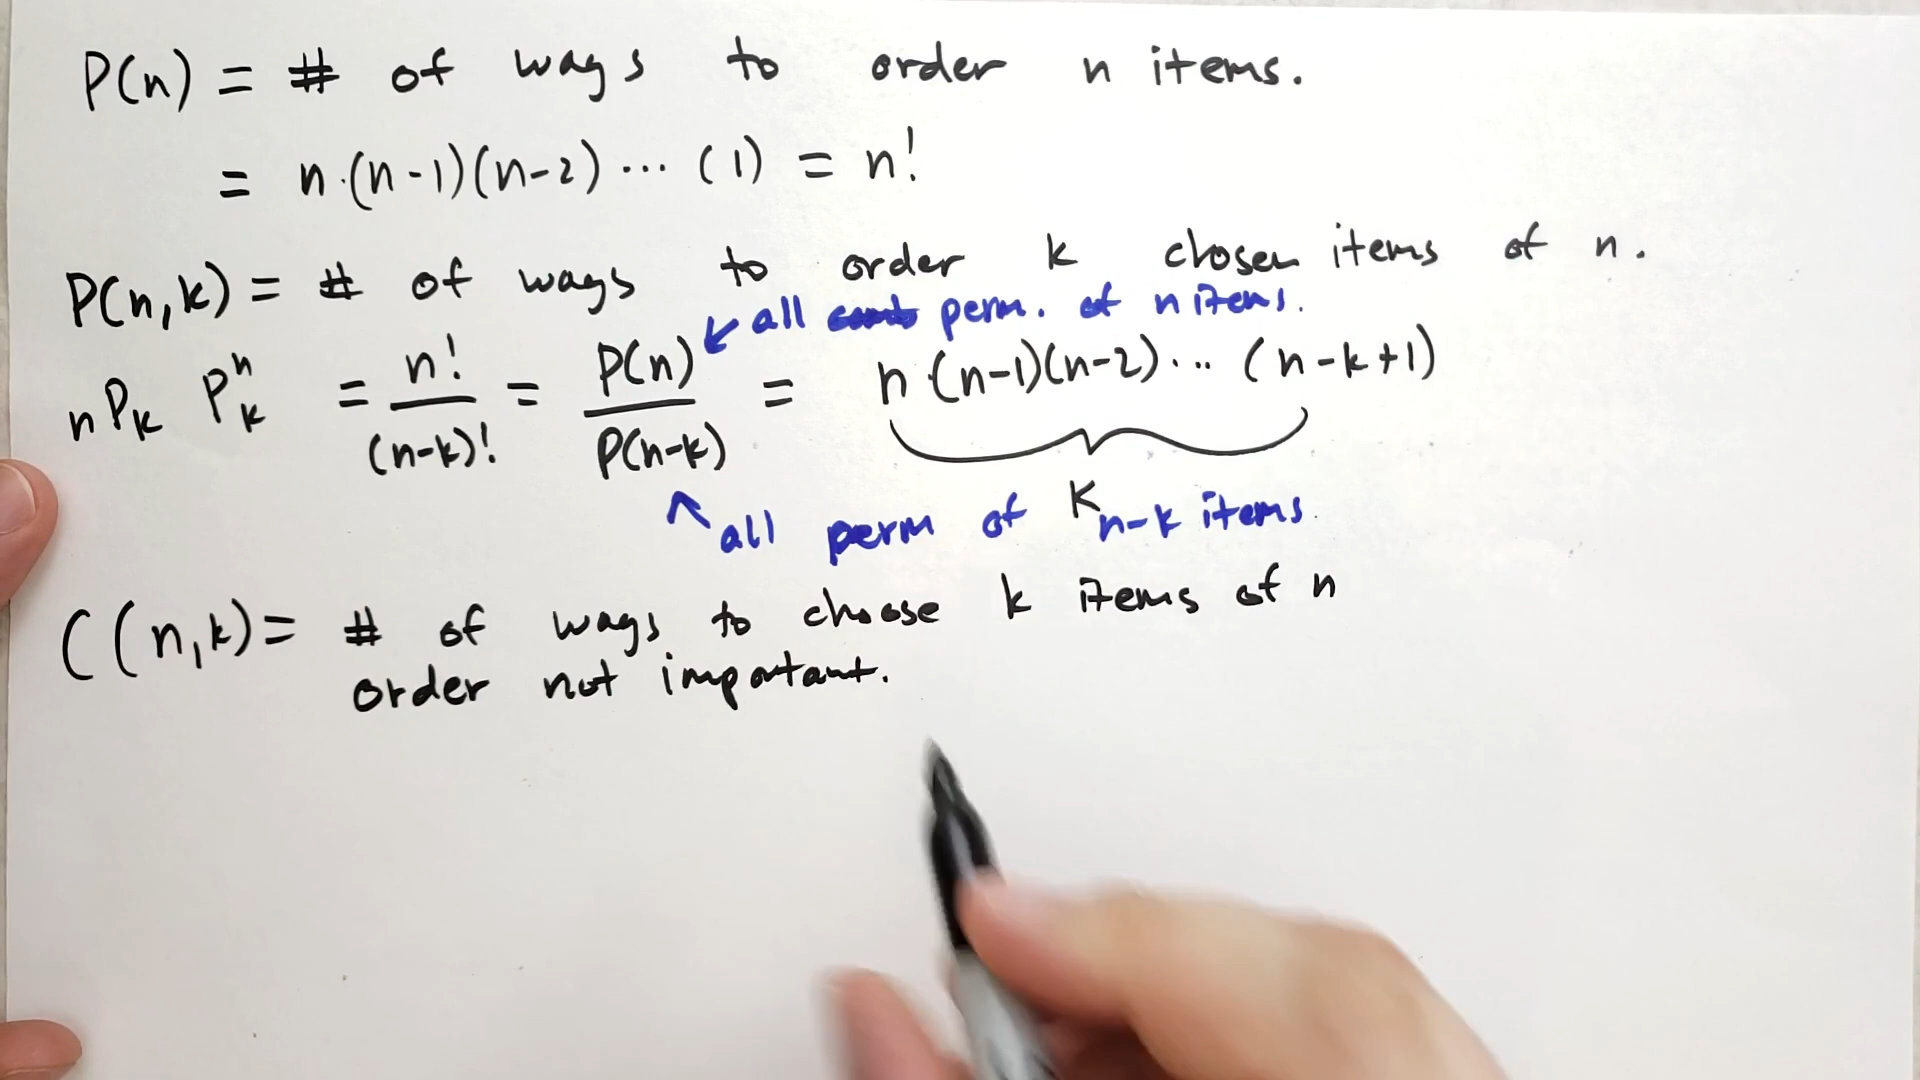 P(n) = # of ways to order n items.
= n·(n-1)(n-2)···(1) = n!
P(n,k) = # of ways to order k chosen items of n.
all comb perm. of n items.
nPk P^n_k = n!/(n-k)! = P(n)/P(n-k) = n·(n-1)(n-2)···(n-k+1)
K
all perm of n-k items.
C(n,k) = # of ways to choose k items of n
order not important.